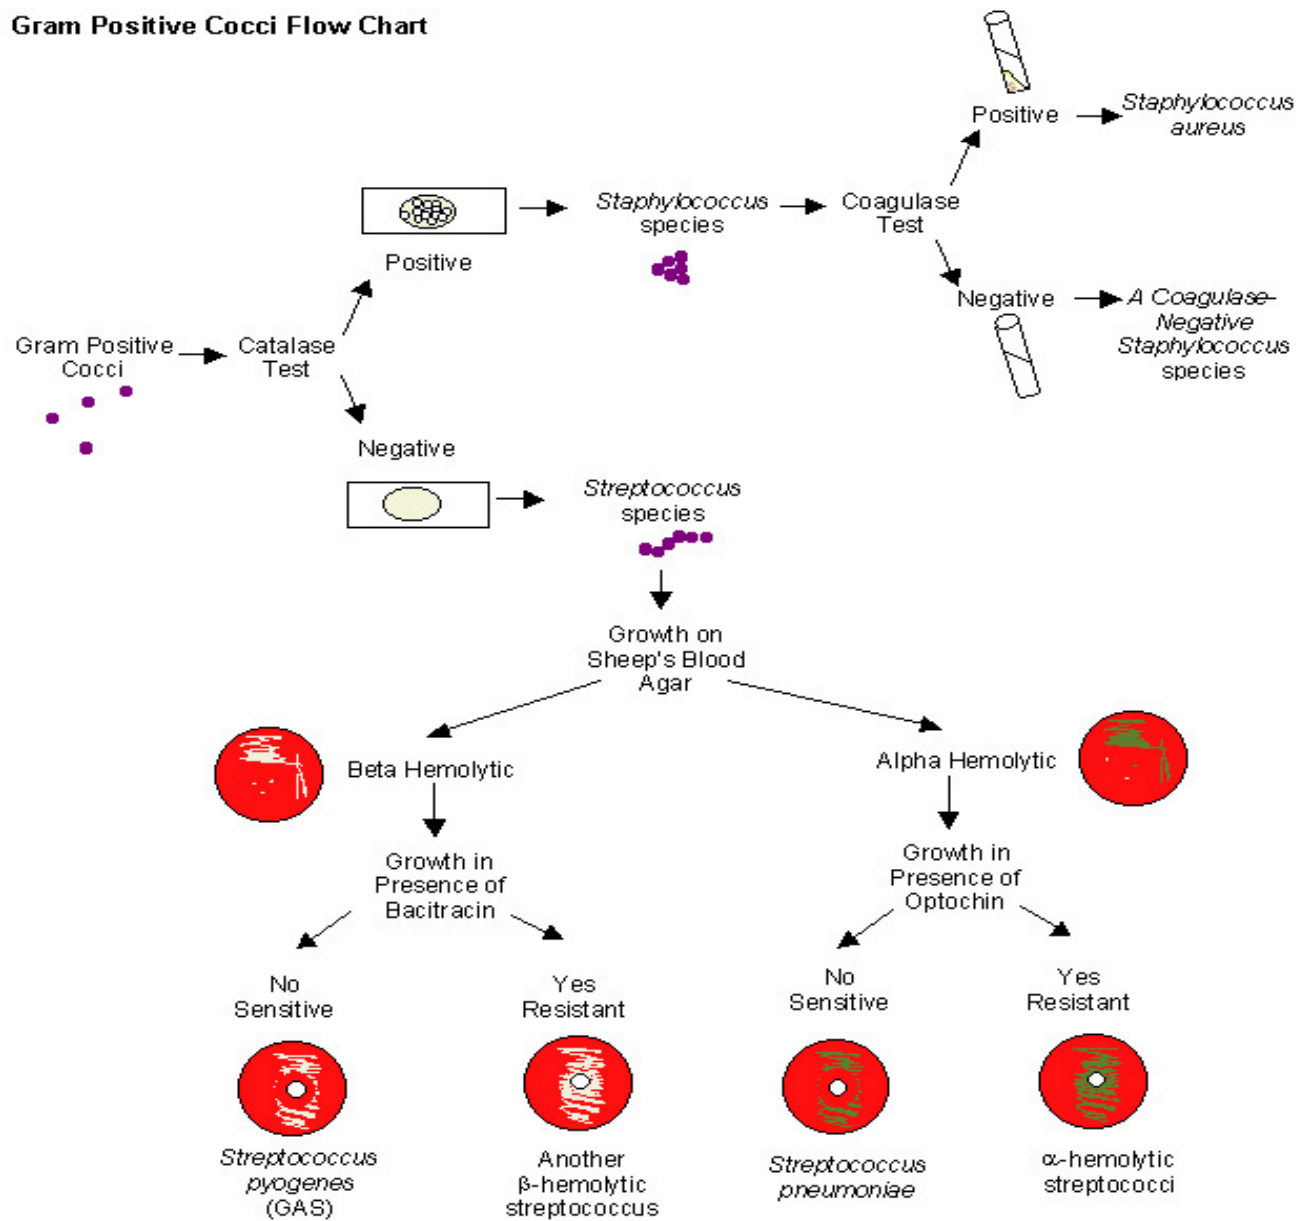 Gram Positive Cocci Flow Chart
Positive
Staphylococcus
aureus
Staphylococcus
species
Coagulase
Test
Positive
Negative
A Coagulase-
Negative
Staphylococcus
species
Gram Positive
Cocci
Catalase
Test
Negative
Streptococcus
species
Growth on
Sheep's Blood
Agar
Beta Hemolytic
Alpha Hemolytic
Growth in
Presence of
Bacitracin
Growth in
Presence of
Optochin
No
Sensitive
Yes
Resistant
No
Sensitive
Yes
Resistant
Streptococcus
pyogenes
(GAS)
Another
β-hemolytic
streptococcus
Streptococcus
pneumoniae
α-hemolytic
streptococci